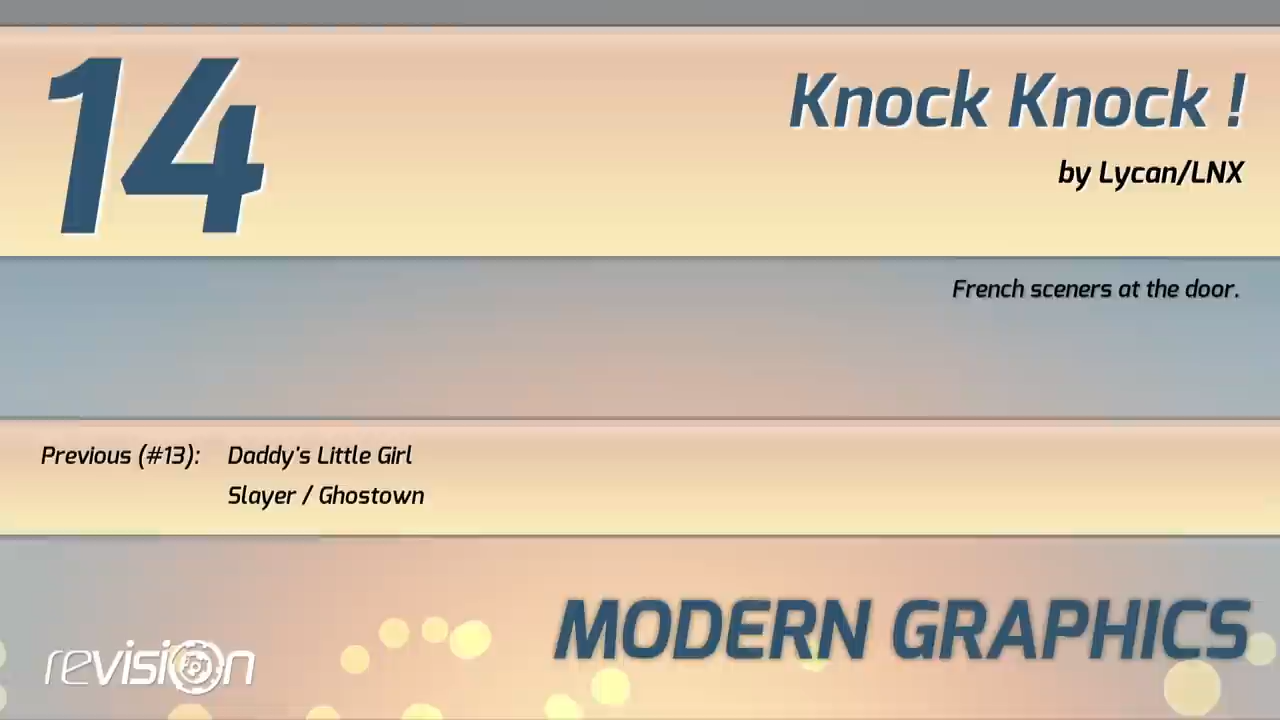 14
Knock Knock !
by Lycan/LNX
French sceners at the door.
Previous (#13): Daddy's Little Girl
Slayer / Ghostown
MODERN GRAPHICS
revision